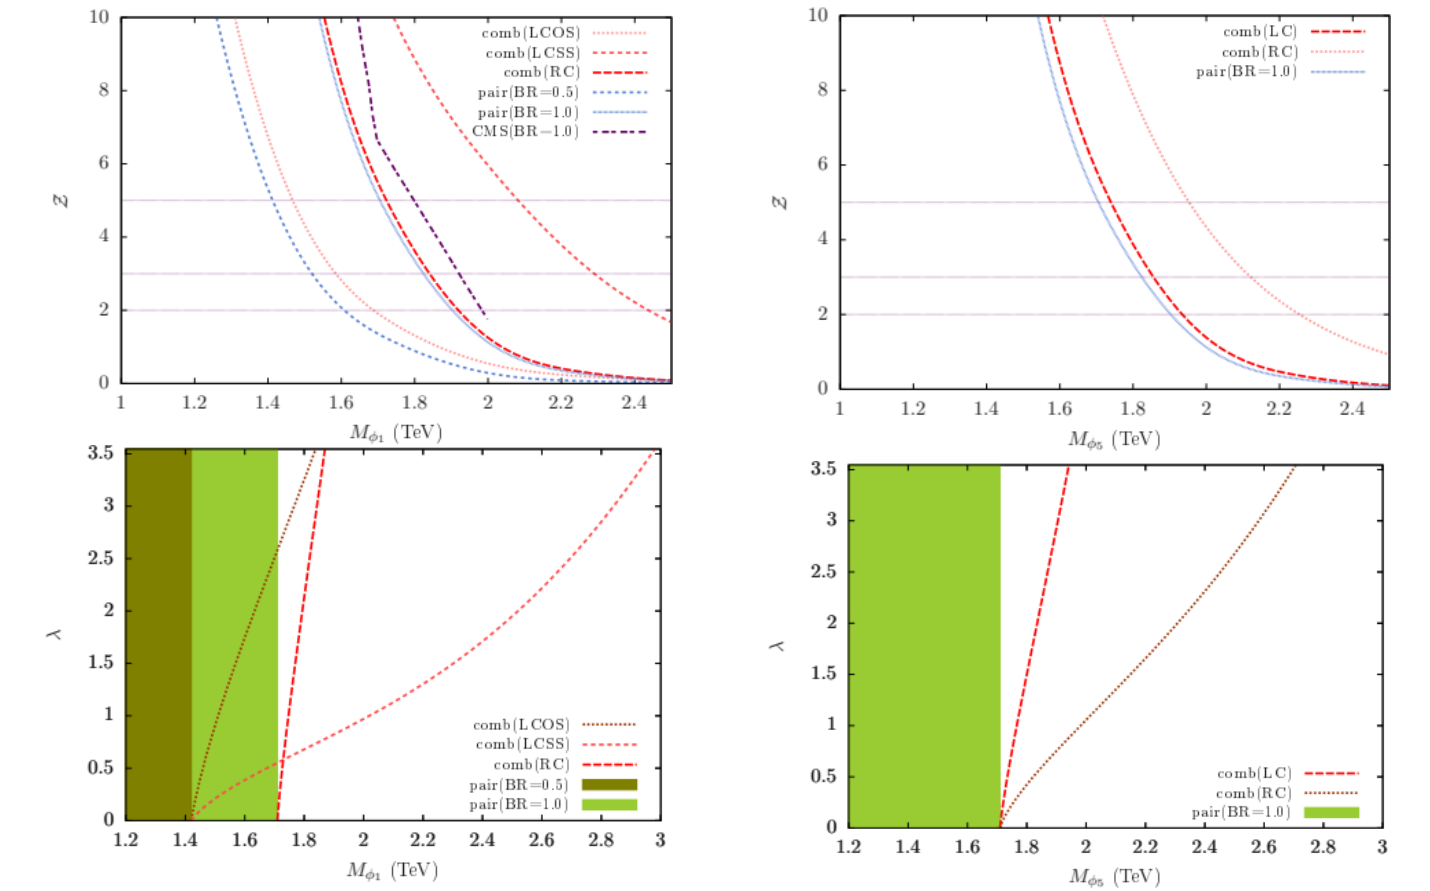 10
8
6
4
2
0
Z
comb(LCOS)
comb(LCSS)
comb(RC)
pair(BR=0.5)
pair(BR=1.0)
CMS(BR=1.0)
1 1.2 1.4 1.6 1.8 2 2.2 2.4
M_{ϕ_1} (TeV)
10
8
6
4
2
0
Z
comb(LC)
comb(RC)
pair(BR=1.0)
1 1.2 1.4 1.6 1.8 2 2.2 2.4
M_{ϕ_5} (TeV)
3.5
3
2.5
2
1.5
1
0.5
0
λ
comb(LCOS)
comb(LCSS)
comb(RC)
pair(BR=0.5)
pair(BR=1.0)
1.2 1.4 1.6 1.8 2 2.2 2.4 2.6 2.8 3
M_{ϕ_1} (TeV)
3.5
3
2.5
2
1.5
1
0.5
0
λ
comb(LC)
comb(RC)
pair(BR=1.0)
1.2 1.4 1.6 1.8 2 2.2 2.4 2.6 2.8 3
M_{ϕ_5} (TeV)